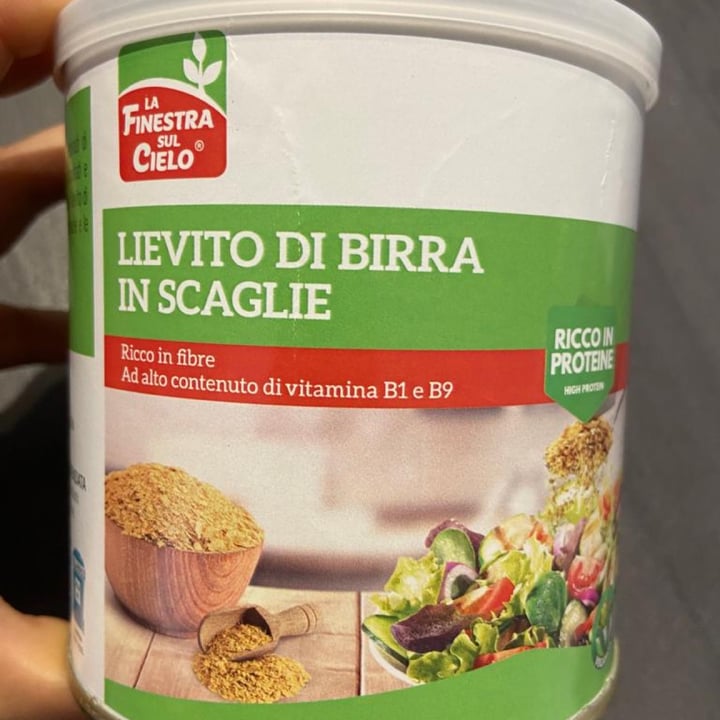 LA
FINESTRA
SUL
CIELO®
LIEVITO DI BIRRA
IN SCAGLIE
Ricco in fibre
Ad alto contenuto di vitamina B1 e B9
RICCO IN
PROTEINE
HIGH PROTEIN